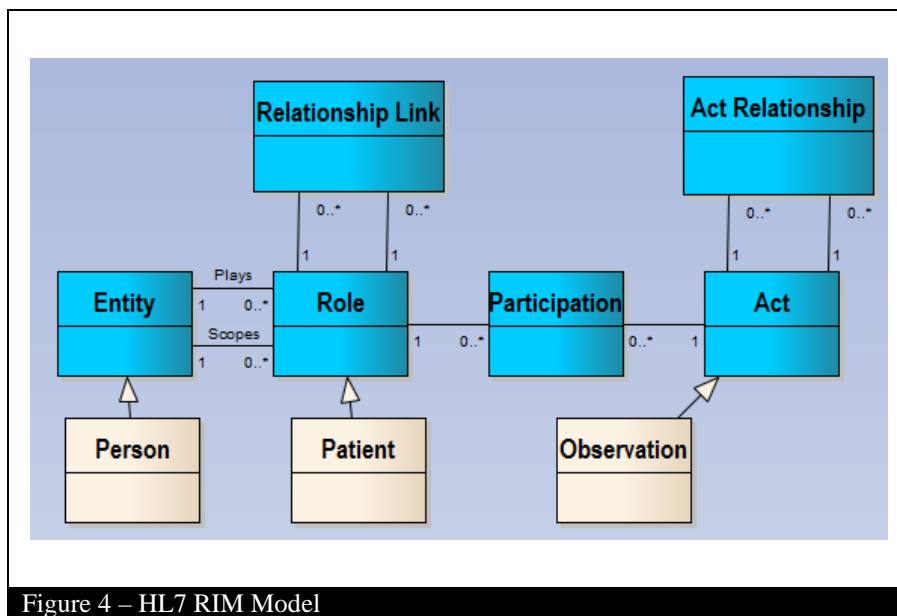 Relationship Link
Act Relationship
0..*
0..*
0..*
0..*
1
1
1
1
Plays
Entity
1
0..*
Role
Participation
Act
Scopes
1
0..*
1
0..*
0..*
1
Person
Patient
Observation
Figure 4 – HL7 RIM Model